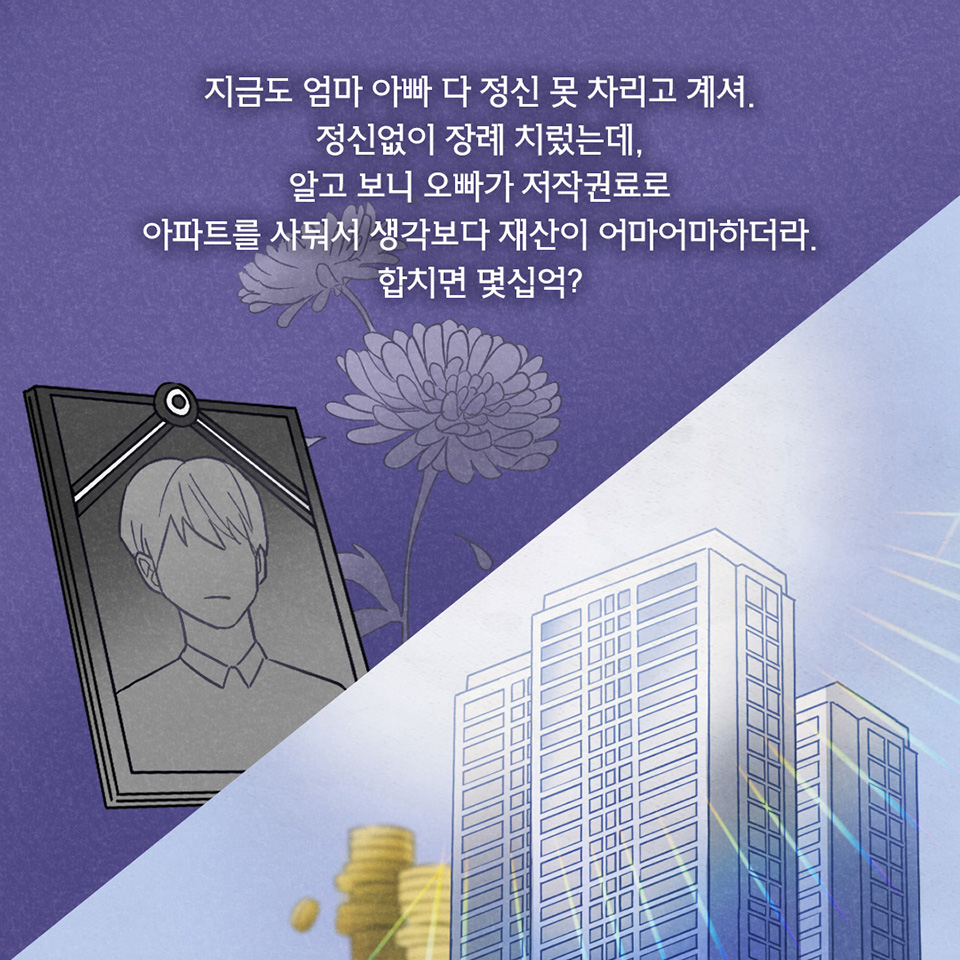 지금도 엄마 아빠 다 정신 못 차리고 계셔.
정신없이 장례 치렀는데,
알고 보니 오빠가 저작권료로
아파트를 사둬서 생각보다 재산이 어마어마하더라.
합치면 몇십억?